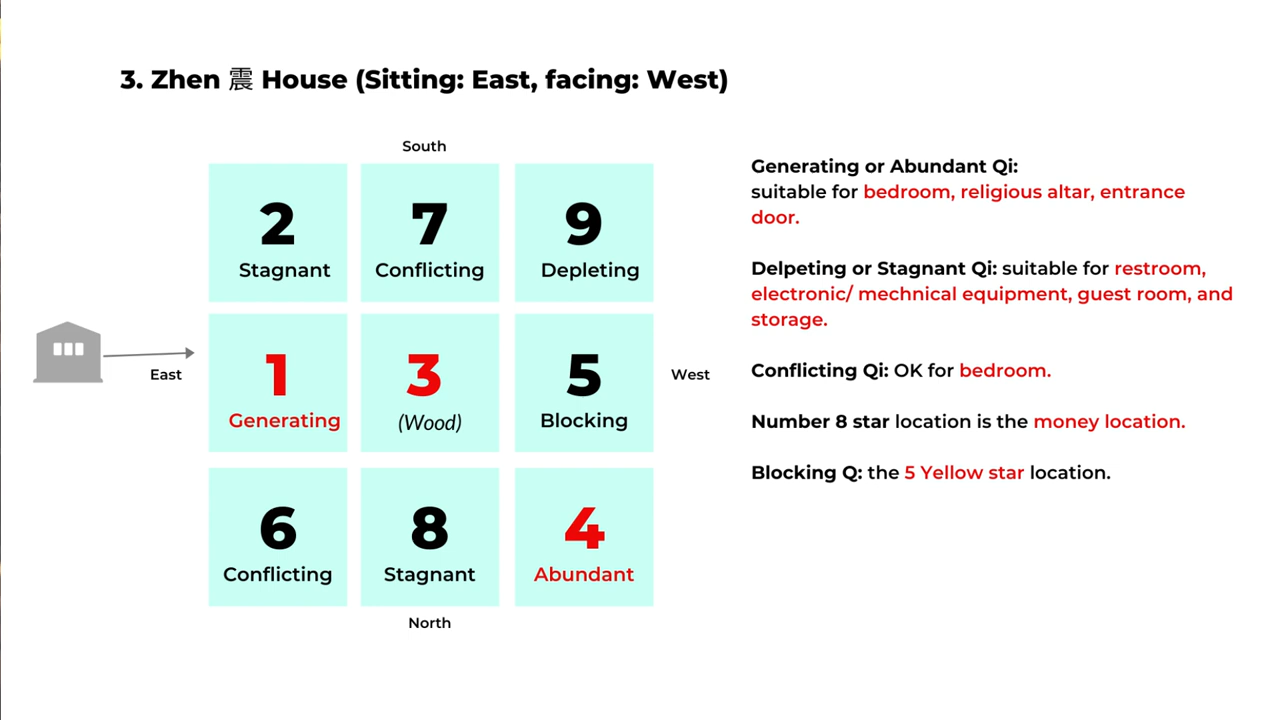 3. Zhen 震 House (Sitting: East, facing: West)
South
2
Stagnant
7
Conflicting
9
Depleting
East
1
Generating
3
(Wood)
5
Blocking
West
6
Conflicting
8
Stagnant
4
Abundant
North
Generating or Abundant Qi:
suitable for bedroom, religious altar, entrance
door.
Delpeting or Stagnant Qi: suitable for restroom,
electronic/ mechnical equipment, guest room, and
storage.
Conflicting Qi: OK for bedroom.
Number 8 star location is the money location.
Blocking Q: the 5 Yellow star location.